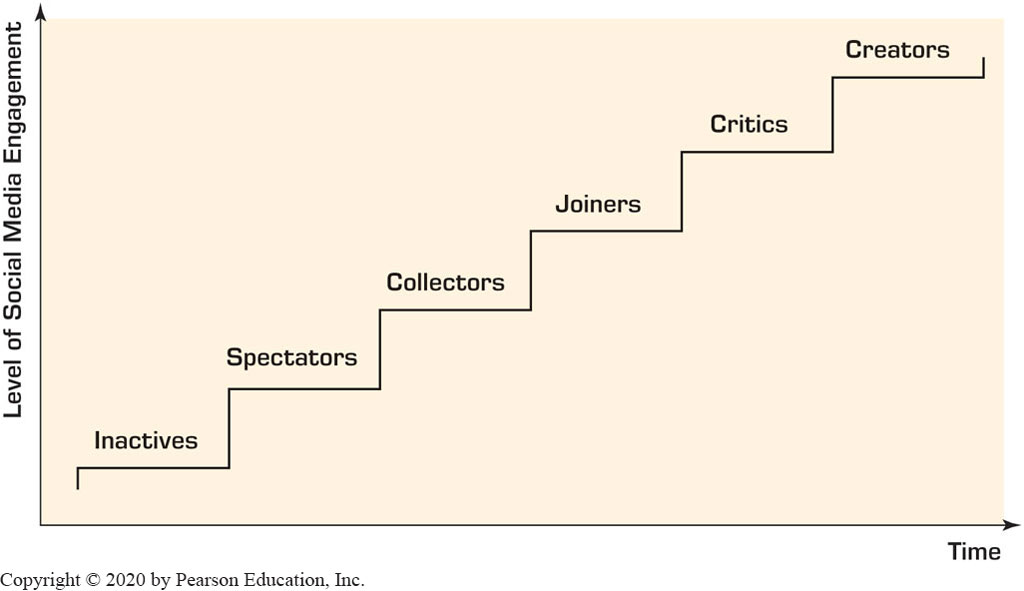 Level of Social Media Engagement
Creators
Critics
Joiners
Collectors
Spectators
Inactives
Time
Copyright © 2020 by Pearson Education, Inc.